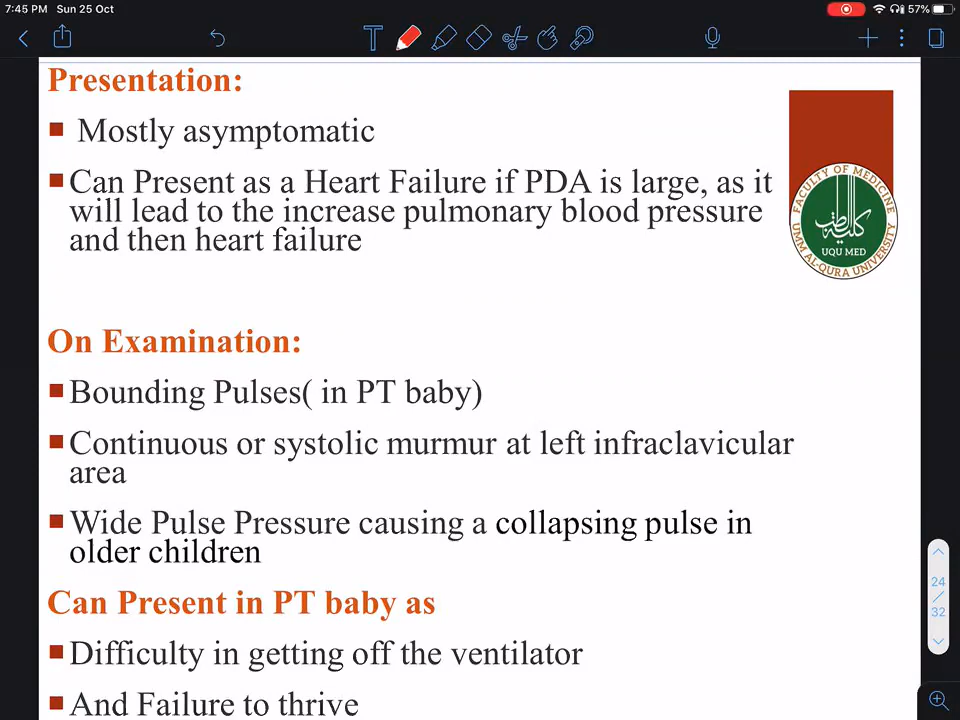 7:45 PM Sun 25 Oct
57%
Presentation:
Mostly asymptomatic
Can Present as a Heart Failure if PDA is large, as it
will lead to the increase pulmonary blood pressure
and then heart failure
FACULTY OF MEDICINE
UQU MED
UMM AL-QURA UNIVERSITY
On Examination:
Bounding Pulses( in PT baby)
Continuous or systolic murmur at left infraclavicular
area
Wide Pulse Pressure causing a collapsing pulse in
older children
Can Present in PT baby as
Difficulty in getting off the ventilator
And Failure to thrive
24
/
32